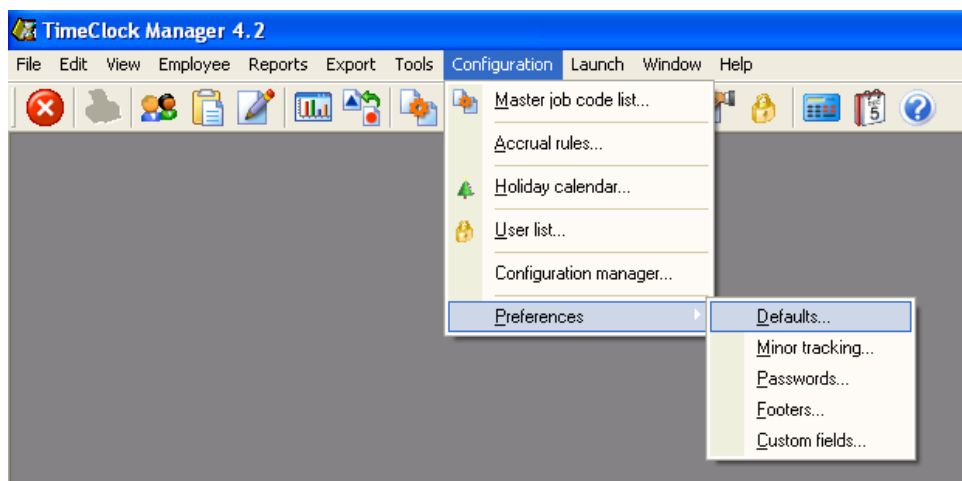 TimeClock Manager 4.2
File Edit View Employee Reports Export Tools Configuration Launch Window Help
Master job code list...
5
Accrual rules...
Holiday calendar...
User list...
Configuration manager...
Preferences
Defaults...
Minor tracking...
Passwords...
Footers...
Custom fields...